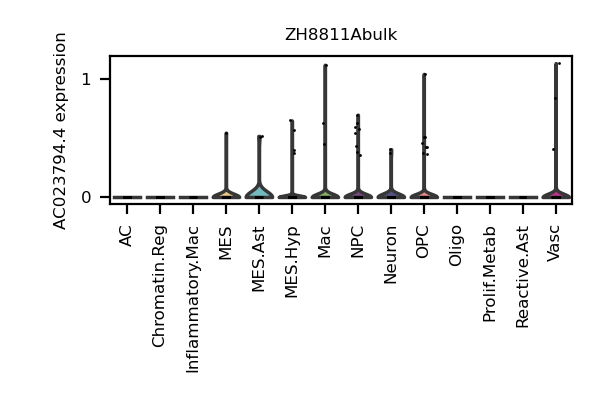 ZH8811Abulk
AC023794.4 expression
1
0
AC
Chromatin.Reg
Inflammatory.Mac
MES
MES.Ast
MES.Hyp
Mac
NPC
Neuron
OPC
Oligo
Prolif.Metab
Reactive.Ast
Vasc